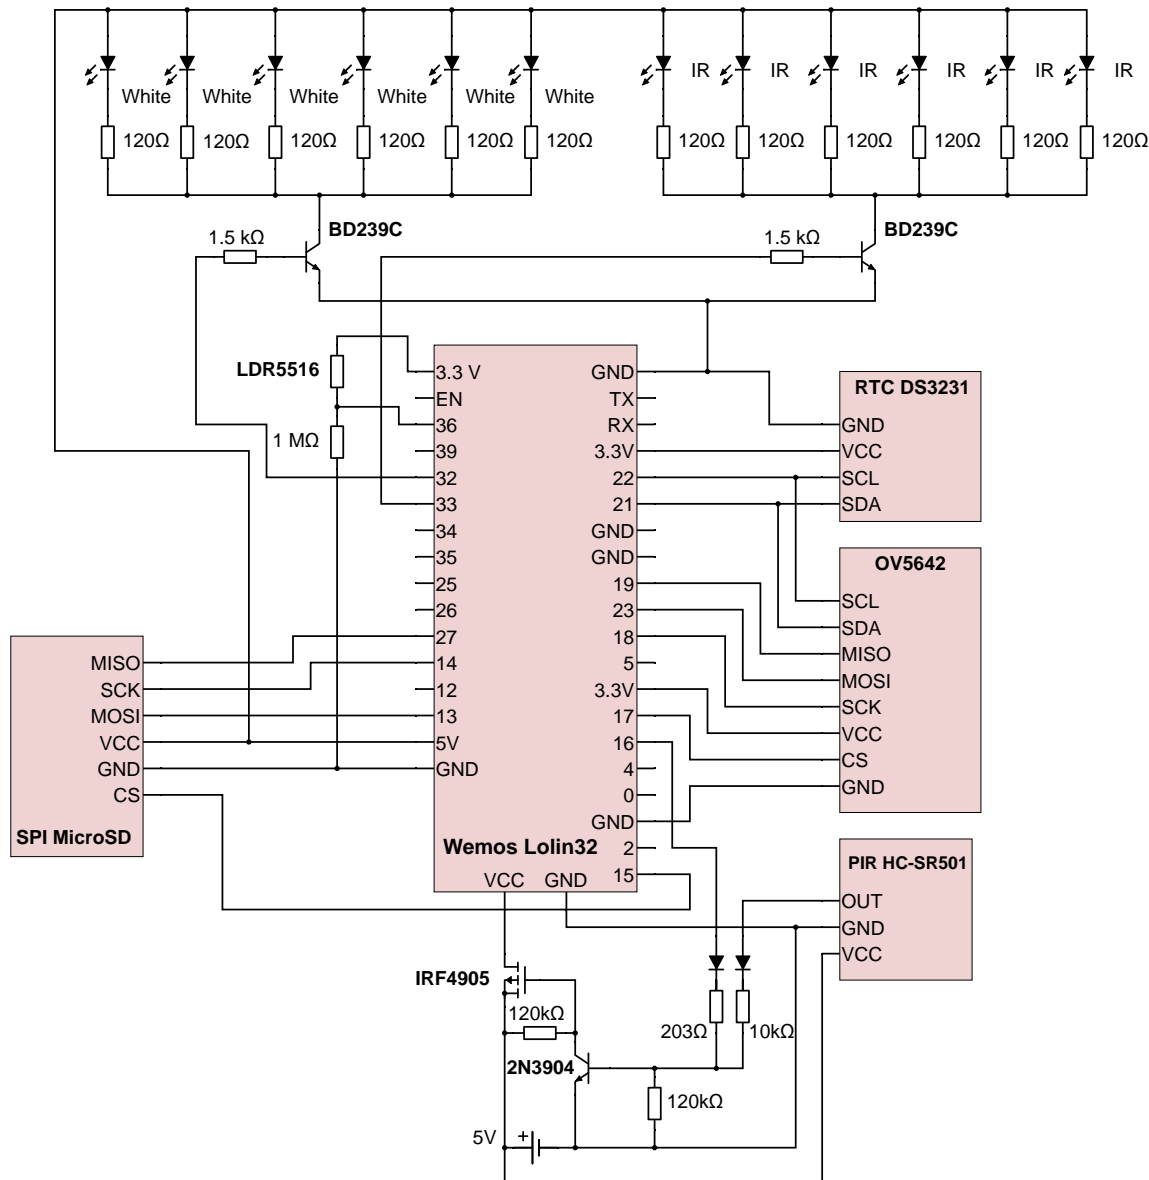 IR IR IR IR IR IR
White White White White White White
120Ω 120Ω 120Ω 120Ω 120Ω 120Ω 120Ω 120Ω 120Ω 120Ω 120Ω 120Ω
BD239C BD239C
1.5 kΩ 1.5 kΩ
LDR5516
1 MΩ
3.3 V
EN
36
39
32
33
34
35
25
26
27
14
12
13
5V
GND
GND
TX
RX
3.3V
22
21
GND
GND
19
23
18
5
3.3V
17
16
4
0
GND
2
15
Wemos Lolin32
VCC GND
RTC DS3231
GND
VCC
SCL
SDA
OV5642
SCL
SDA
MISO
MOSI
SCK
VCC
CS
GND
MISO
SCK
MOSI
VCC
GND
CS
SPI MicroSD
PIR HC-SR501
OUT
GND
VCC
IRF4905
120kΩ
203Ω 10kΩ
2N3904
120kΩ
5V +